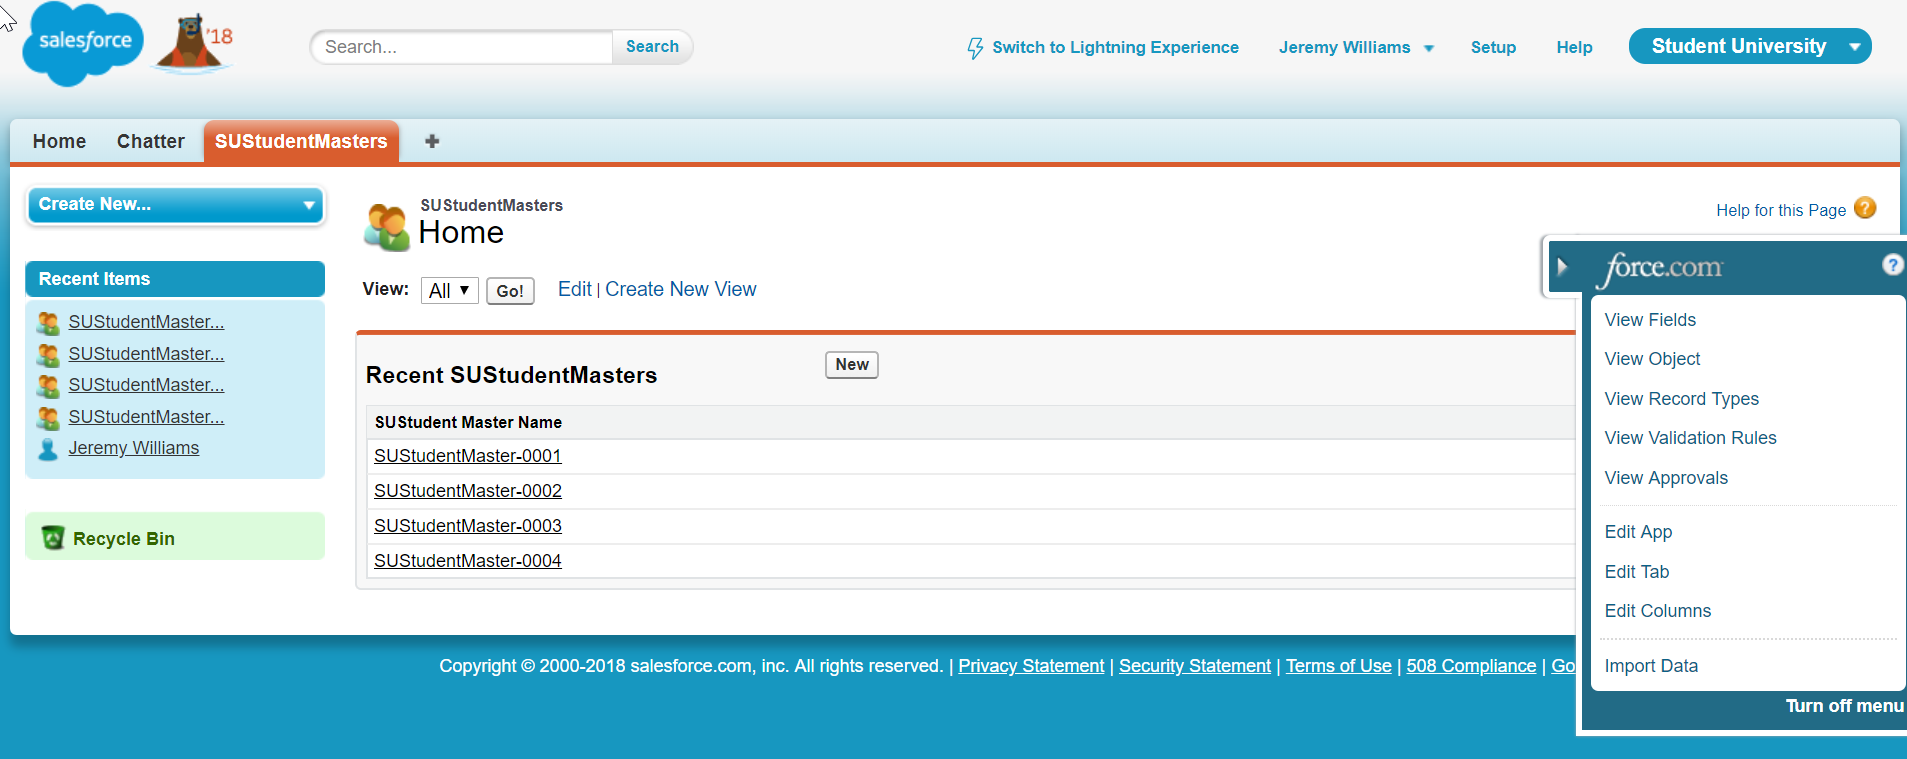 salesforce
'18
Search...
Search
Switch to Lightning Experience
Jeremy Williams
Setup
Help
Student University
Home
Chatter
SUStudentMasters
Create New...
Recent Items
SUStudentMaster...
SUStudentMaster...
SUStudentMaster...
SUStudentMaster...
Jeremy Williams
Recycle Bin
SUStudentMasters
Home
Help for this Page
?
View:
All
Go!
Edit | Create New View
Recent SUStudentMasters
New
SUStudent Master Name
SUStudentMaster-0001
SUStudentMaster-0002
SUStudentMaster-0003
SUStudentMaster-0004
force.com
?
View Fields
View Object
View Record Types
View Validation Rules
View Approvals
Edit App
Edit Tab
Edit Columns
Import Data
Turn off menu
Copyright © 2000-2018 salesforce.com, inc. All rights reserved. | Privacy Statement | Security Statement | Terms of Use | 508 Compliance | Go